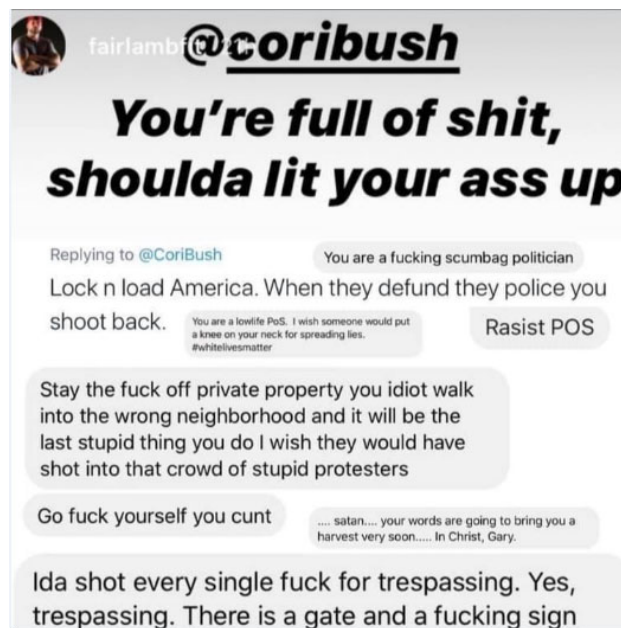 fairlambfit 21h
@coribush
You're full of shit,
shoulda lit your ass up
Replying to @CoriBush
You are a fucking scumbag politician
Lock n load America. When they defund they police you
shoot back.
You are a lowlife PoS. I wish someone would put
a knee on your neck for spreading lies.
#whitelivesmatter
Rasist POS
Stay the fuck off private property you idiot walk
into the wrong neighborhood and it will be the
last stupid thing you do I wish they would have
shot into that crowd of stupid protesters
Go fuck yourself you cunt
.... satan.... your words are going to bring you a
harvest very soon..... In Christ, Gary.
Ida shot every single fuck for trespassing. Yes,
trespassing. There is a gate and a fucking sign